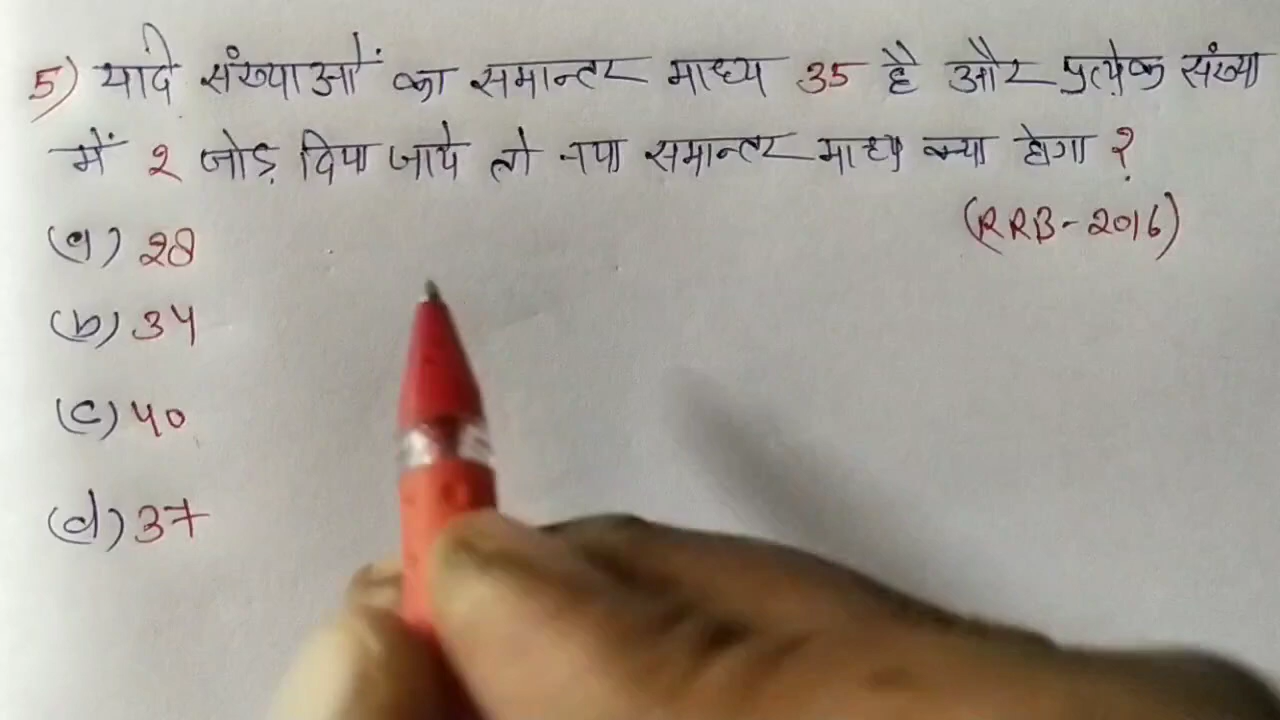 5) यदि संख्याओं का समान्तर माध्य 35 है और प्रत्येक संख्या
में 2 जोड़ दिया जाये तो नया समान्तर माध्य क्या होगा ?
(RRB-2016)
(a) 28
(b) 34
(c) 40
(d) 37